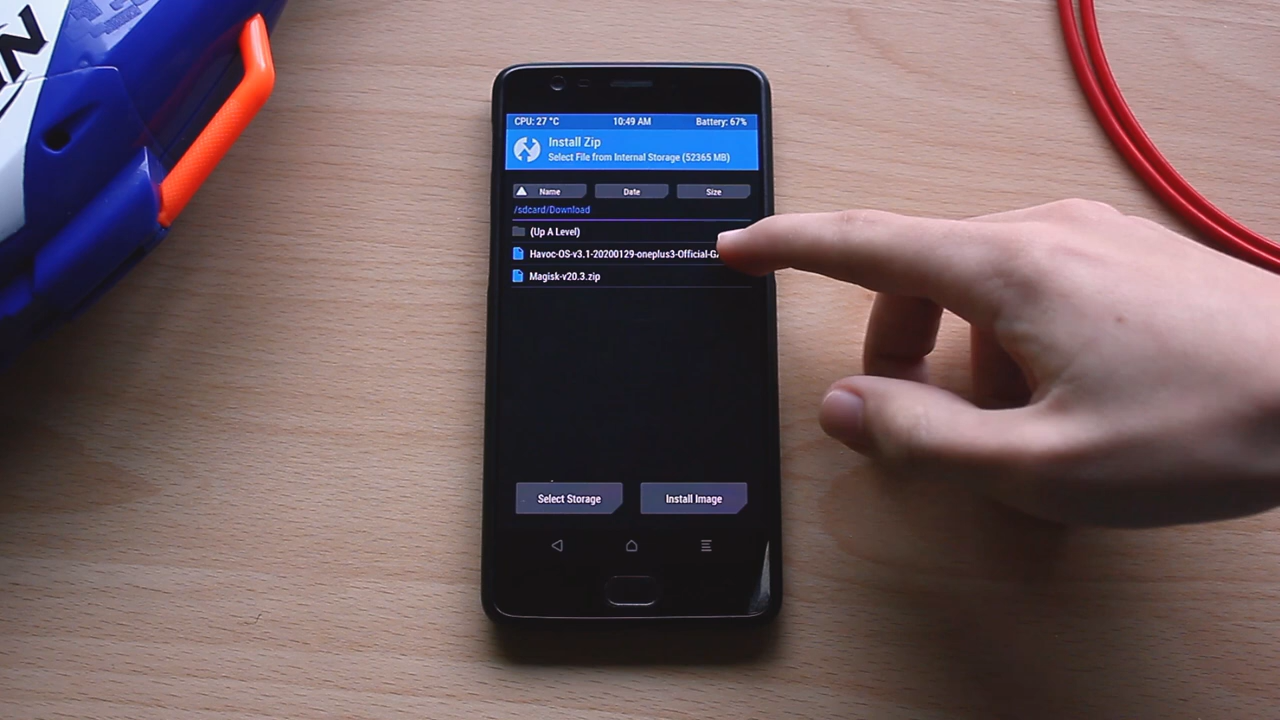 CPU: 27 °C 10:49 AM Battery: 67%
Install Zip
Select File from Internal Storage (52365 MB)
Name Date Size
/sdcard/Download
(Up A Level)
Havoc-OS-v3.1-20200129-oneplus3-Official-GA
Magisk-v20.3.zip
Select Storage Install Image